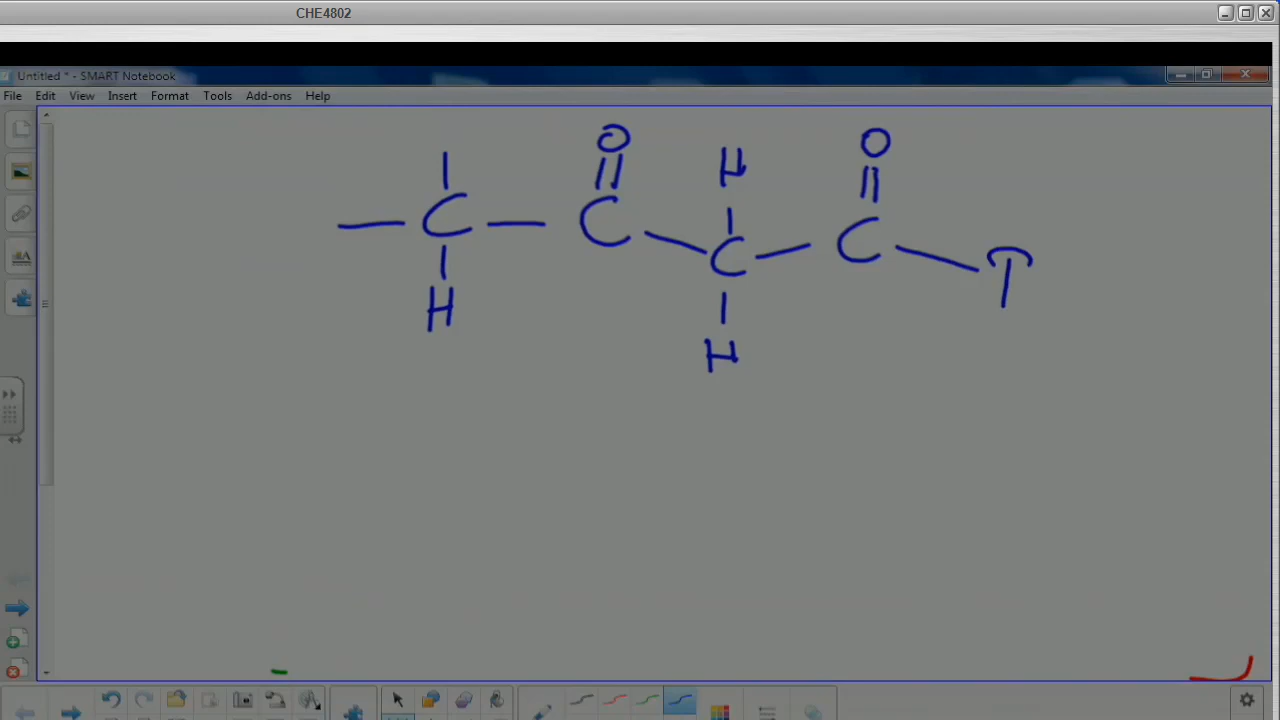 CHE4802
Untitled * - SMART Notebook
File Edit View Insert Format Tools Add-ons Help
O H O
C C C C T
H H